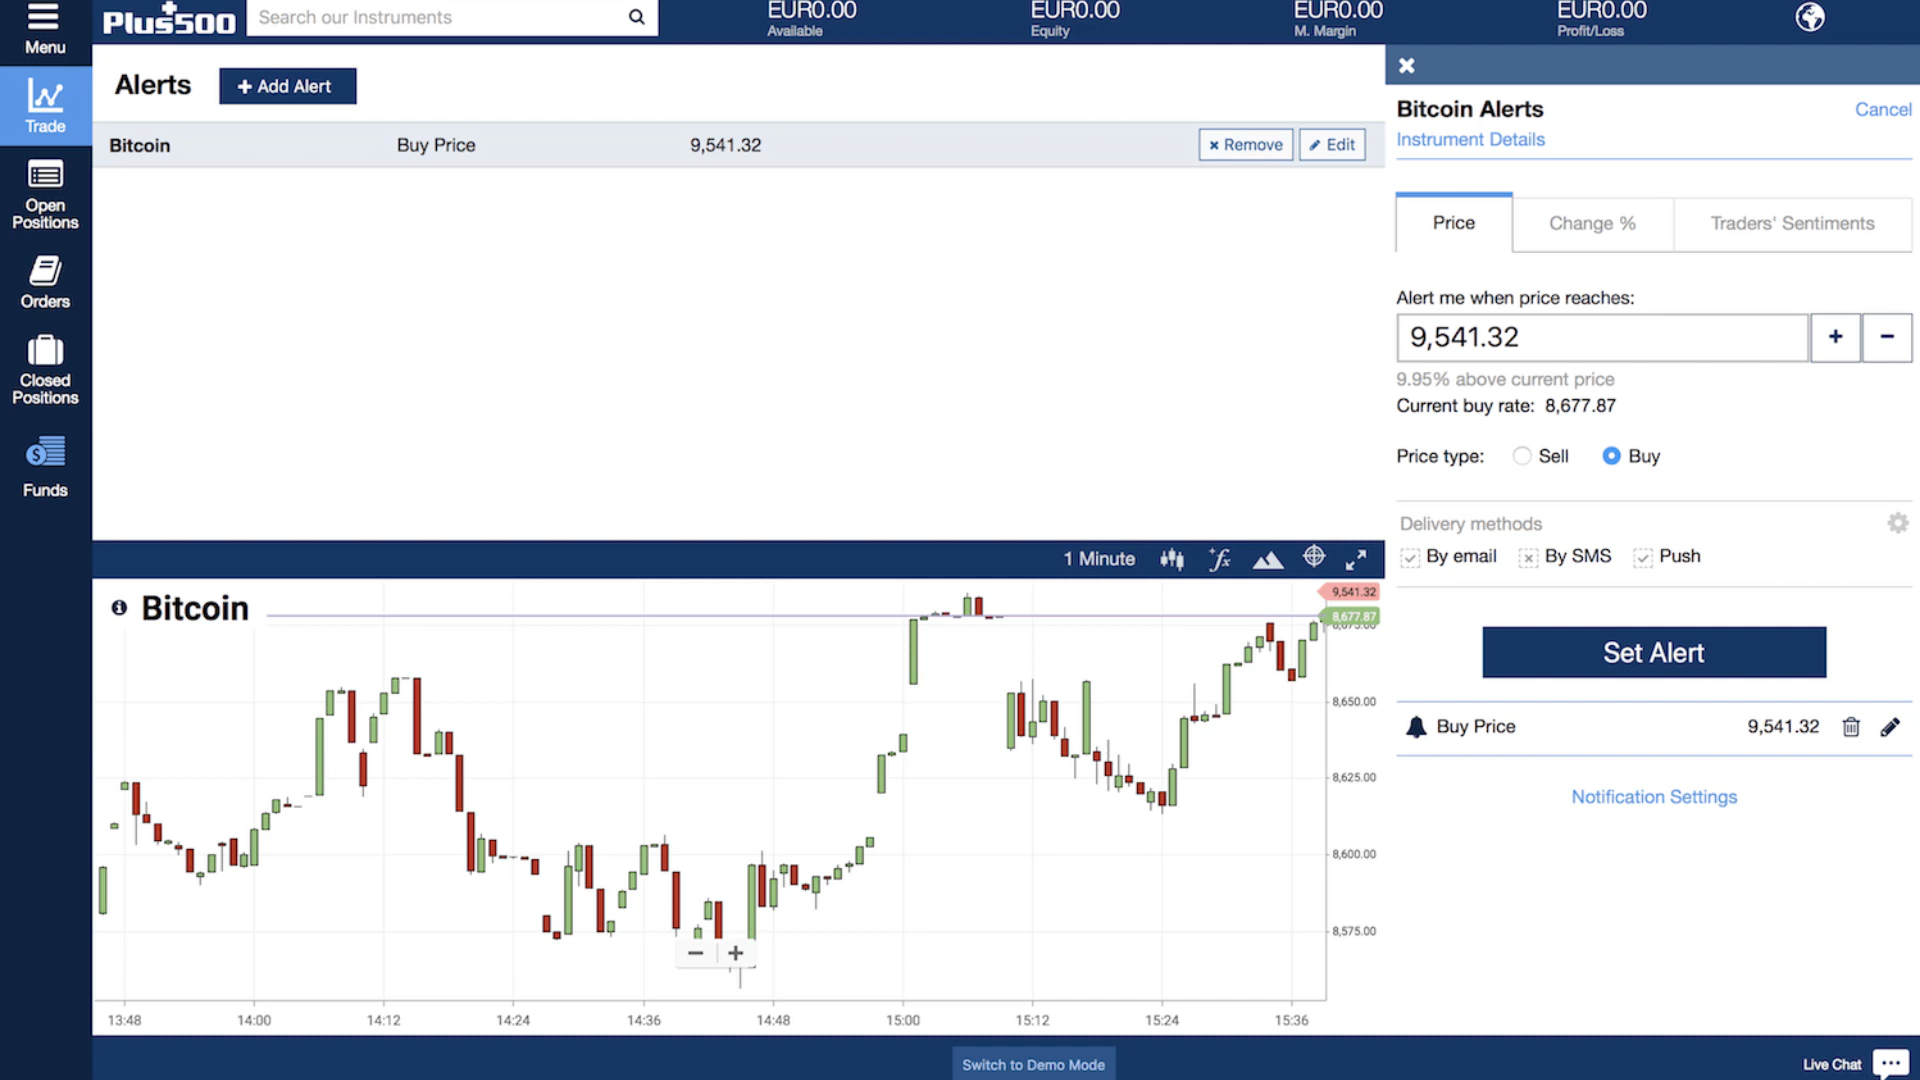 Menu
Plus500
Search our Instruments
EUR0.00
Available
EUR0.00
Equity
EUR0.00
M. Margin
EUR0.00
Profit/Loss
Trade
Open
Positions
Orders
Closed
Positions
Funds
Alerts
+ Add Alert
Bitcoin Buy Price 9,541.32 × Remove Edit
Bitcoin Alerts
Cancel
Instrument Details
Price Change % Traders' Sentiments
Alert me when price reaches:
9,541.32 + −
9.95% above current price
Current buy rate: 8,677.87
Price type: Sell Buy
Delivery methods
By email By SMS Push
Set Alert
Buy Price 9,541.32
Notification Settings
1 Minute
Bitcoin
9,541.32
8,677.87
8,675.00
8,650.00
8,625.00
8,600.00
8,575.00
− +
13:48 14:00 14:12 14:24 14:36 14:48 15:00 15:12 15:24 15:36
Switch to Demo Mode
Live Chat